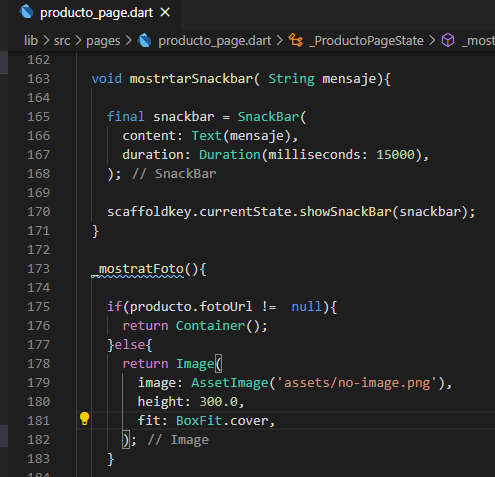 producto_page.dart ×
lib > src > pages > producto_page.dart > _ProductoPageState > _most
162
163 void mostrtarSnackbar( String mensaje){
164
165 final snackbar = SnackBar(
166 content: Text(mensaje),
167 duration: Duration(milliseconds: 15000),
168 ); // SnackBar
169
170 scaffoldkey.currentState.showSnackBar(snackbar);
171 }
172
173 _mostratFoto(){
174
175 if(producto.fotoUrl !=  null){
176 return Container();
177 }else{
178 return Image(
179 image: AssetImage('assets/no-image.png'),
180 height: 300.0,
181 fit: BoxFit.cover,
182 ); // Image
183 }
184